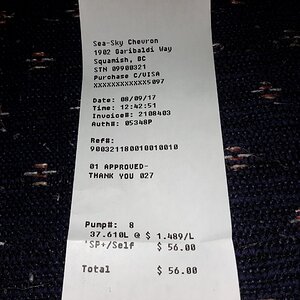 Sea-Sky Chevron
1902 Garibaldi Way
Squamish, BC
STN 09900321
Purchase C/VISA
XXXXXXXXXXXX5097
Date: 08/09/17
Time: 12:42:51
Invoice#: 2108403
Auth#: 05348P
Ref#:
900321180010010010
01 APPROVED-
THANK YOU 027
Pump#: 8
37.610L @ $ 1.489/L
'SP+/Self $ 56.00
Total $ 56.00